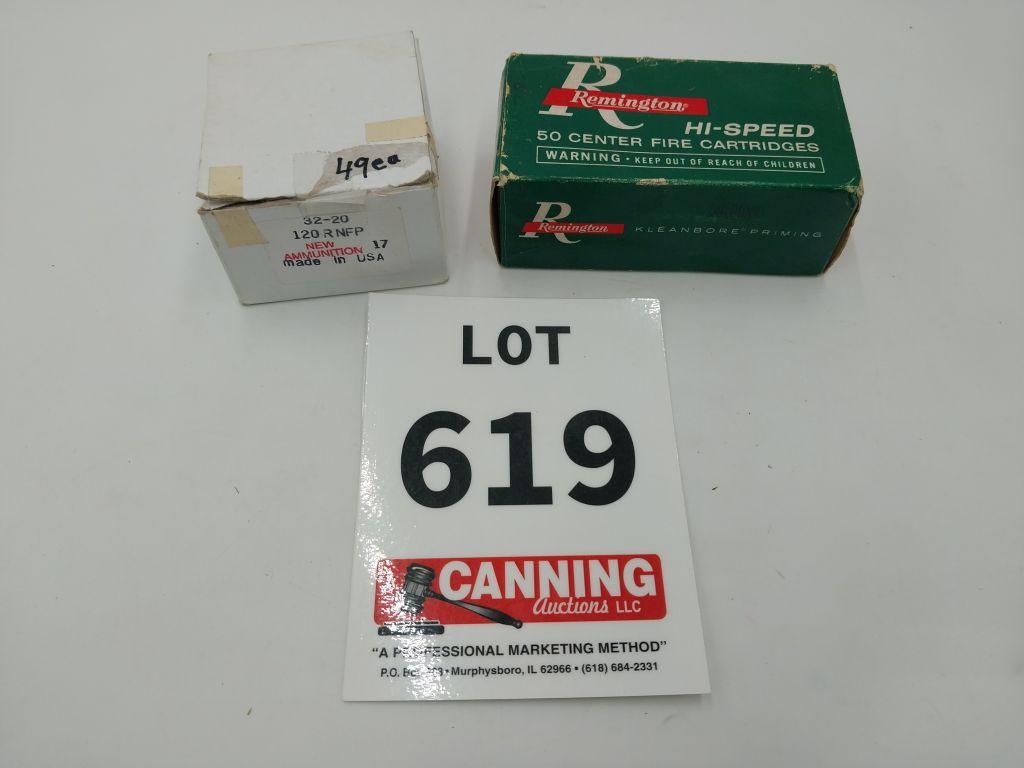 49ea
32-20
120 RNFP
NEW
AMMUNITION 17
made in USA
R
Remington®
HI-SPEED
50 CENTER FIRE CARTRIDGES
WARNING • KEEP OUT OF REACH OF CHILDREN
R
Remington
KLEANBORE® PRIMING
LOT
619
CANNING
Auctions LLC
"A PROFESSIONAL MARKETING METHOD"
P.O. • Murphysboro, IL 62966 • (618) 684-2331